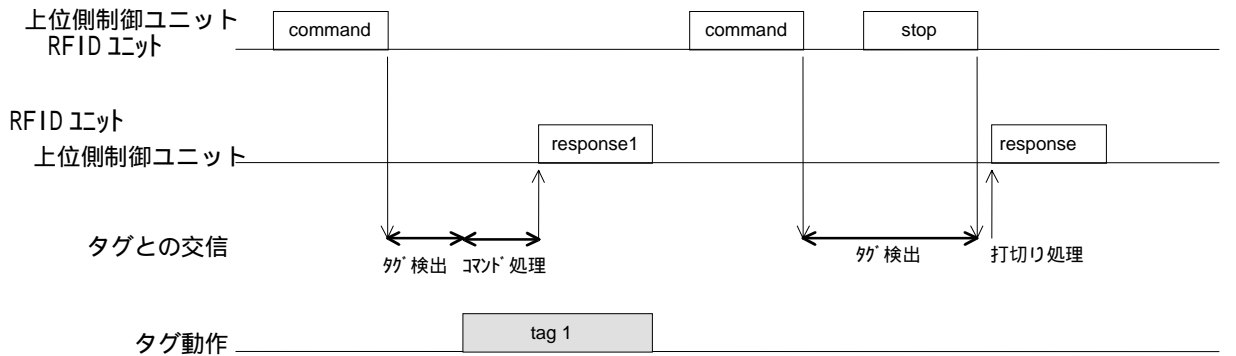 上位側制御ユニット
RFID ﾕﾆｯﾄ
command
command
stop
RFID ﾕﾆｯﾄ
上位側制御ユニット
response1
response
タグとの交信
ﾀｸﾞ検出
ｺﾏﾝﾄﾞ処理
ﾀｸﾞ検出
打切り処理
タグ動作
tag 1